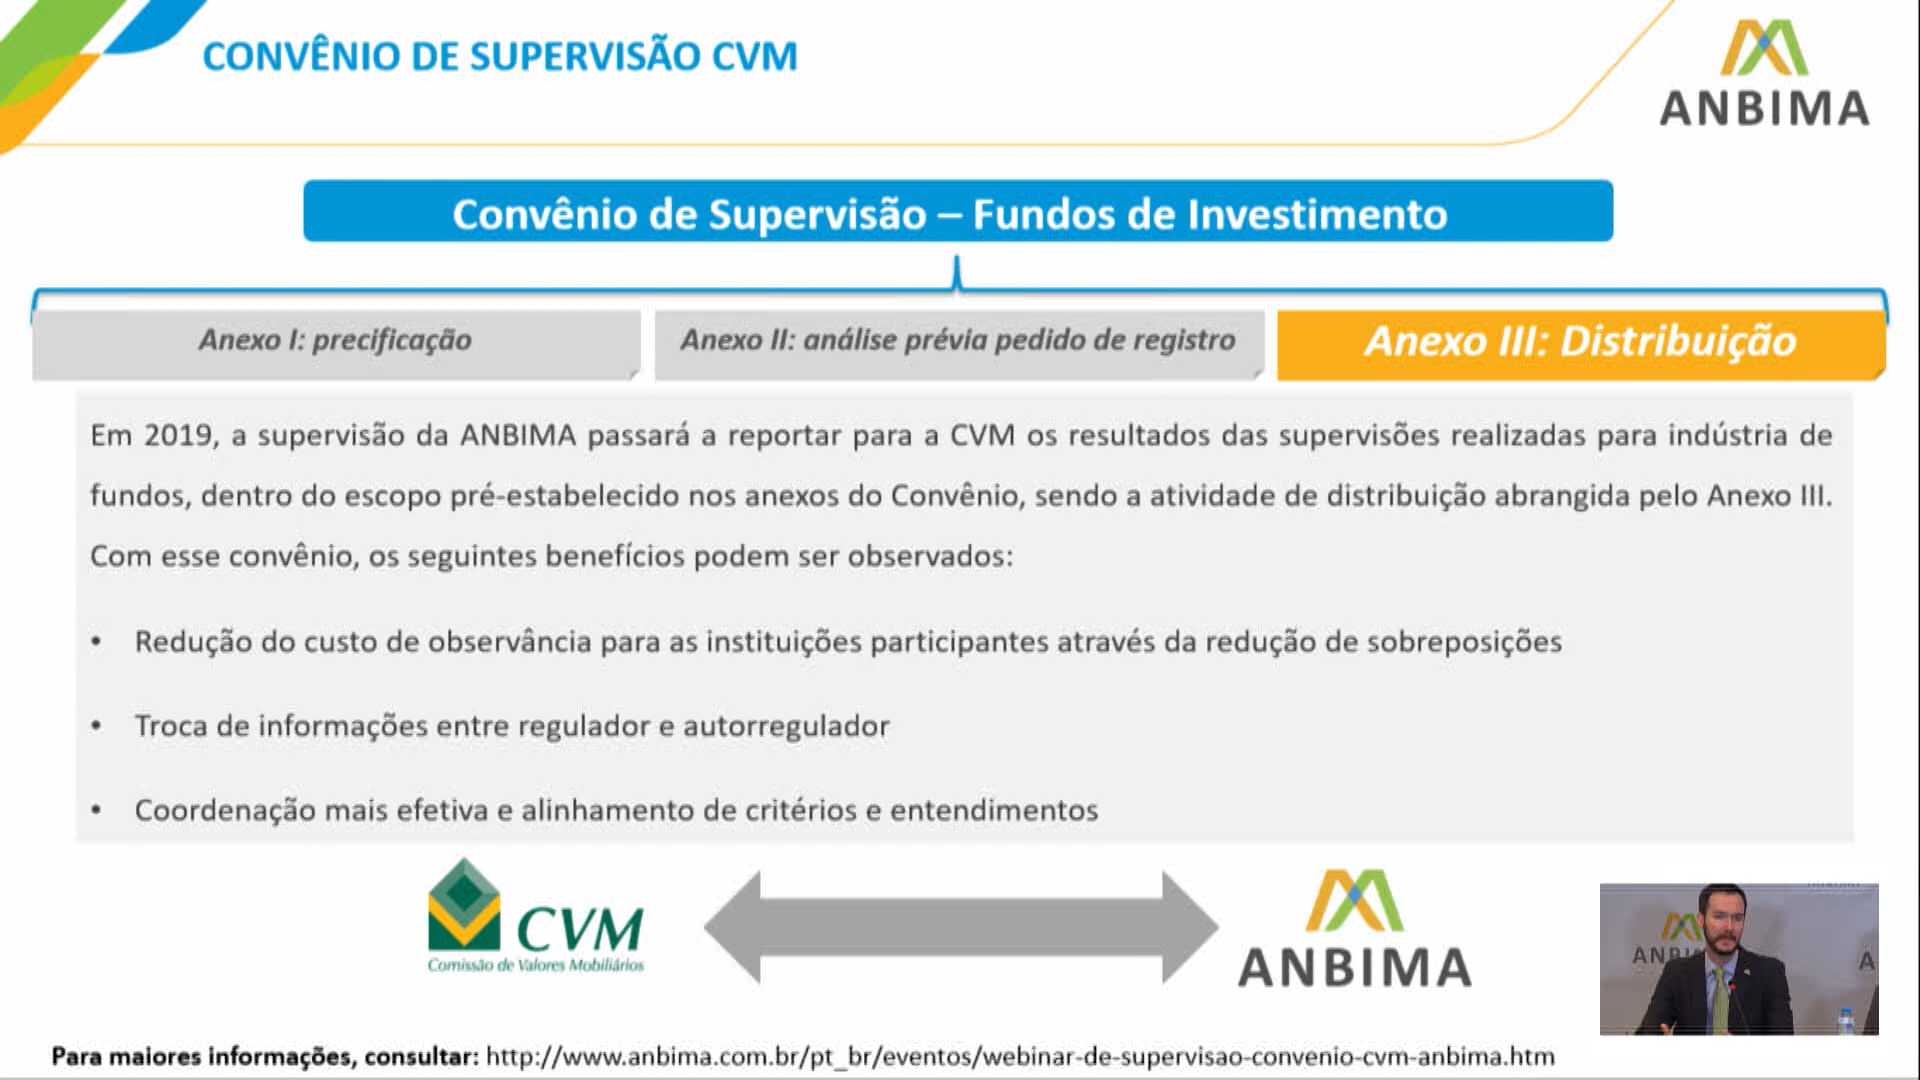 CONVÊNIO DE SUPERVISÃO CVM
ANBIMA
Convênio de Supervisão – Fundos de Investimento
Anexo I: precificação
Anexo II: análise prévia pedido de registro
Anexo III: Distribuição
Em 2019, a supervisão da ANBIMA passará a reportar para a CVM os resultados das supervisões realizadas para indústria de
fundos, dentro do escopo pré-estabelecido nos anexos do Convênio, sendo a atividade de distribuição abrangida pelo Anexo III.
Com esse convênio, os seguintes benefícios podem ser observados:
• Redução do custo de observância para as instituições participantes através da redução de sobreposições
• Troca de informações entre regulador e autorregulador
• Coordenação mais efetiva e alinhamento de critérios e entendimentos
CVM
Comissão de Valores Mobiliários
ANBIMA
Para maiores informações, consultar: http://www.anbima.com.br/pt_br/eventos/webinar-de-supervisao-convenio-cvm-anbima.htm